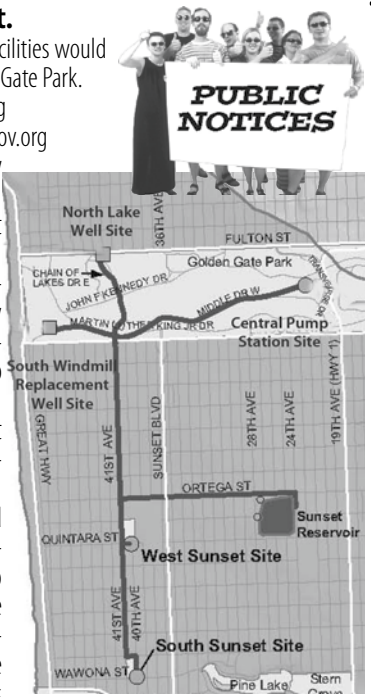 t.
cilities would
Gate Park.
g
ov.org
PUBLIC
NOTICES
36TH AVE
North Lake
Well Site
FULTON ST
Golden Gate Park
CHAIN OF
LAKES DR E
JOHN F KENNEDY DR
MIDDLE DR W
TRANSVERSE DR
MARTIN LUTHER KING JR DR
Central Pump
Station Site
South Windmill
Replacement
Well Site
GREAT HWY
41ST AVE
SUNSET BLVD
28TH AVE
24TH AVE
19TH AVE (HWY 1)
ORTEGA ST
Sunset
Reservoir
QUINTARA ST
West Sunset Site
41ST AVE
40TH AVE
South Sunset Site
WAWONA ST
Pine Lake
Stern